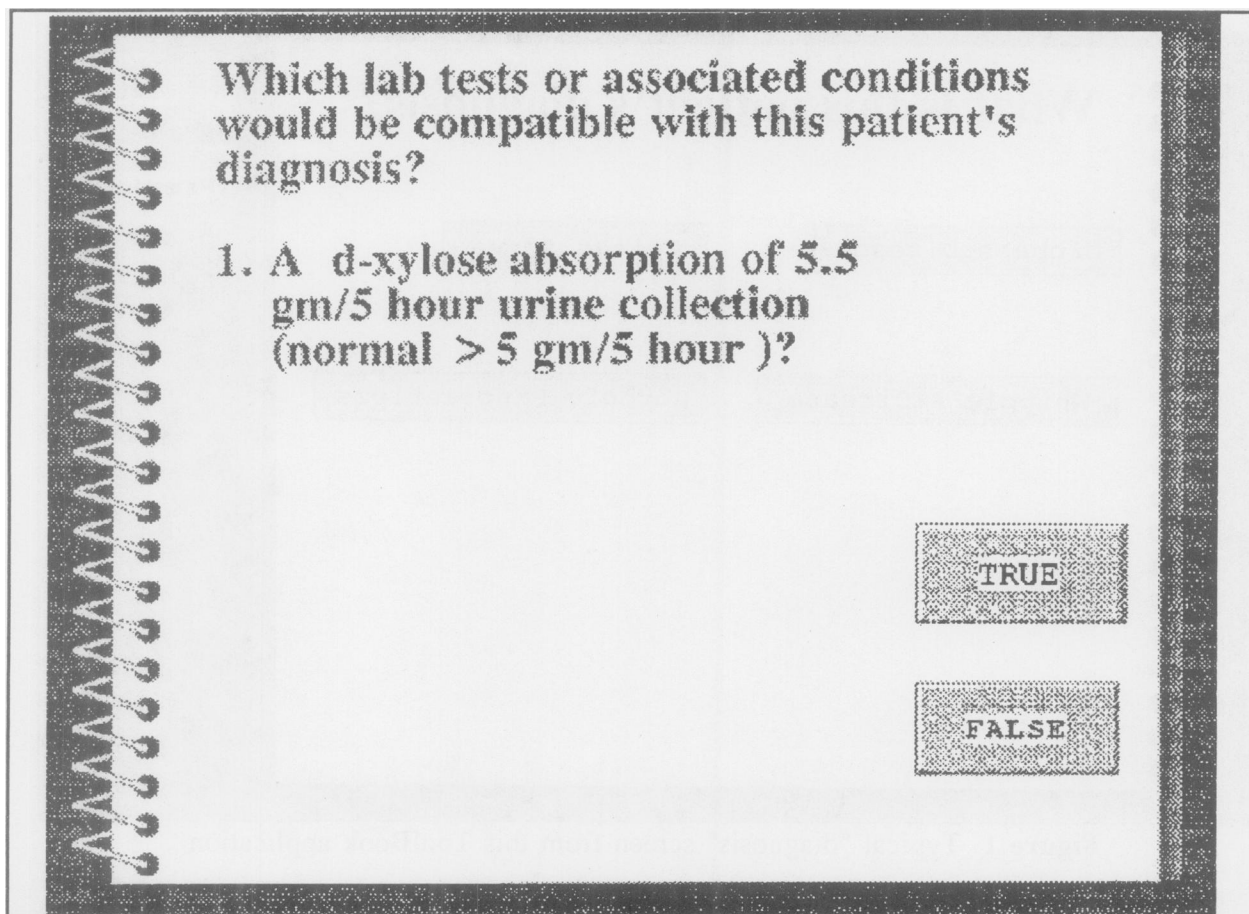 Which lab tests or associated conditions
would be compatible with this patient's
diagnosis?
1. A d-xylose absorption of 5.5
gm/5 hour urine collection
(normal > 5 gm/5 hour )?
TRUE
FALSE